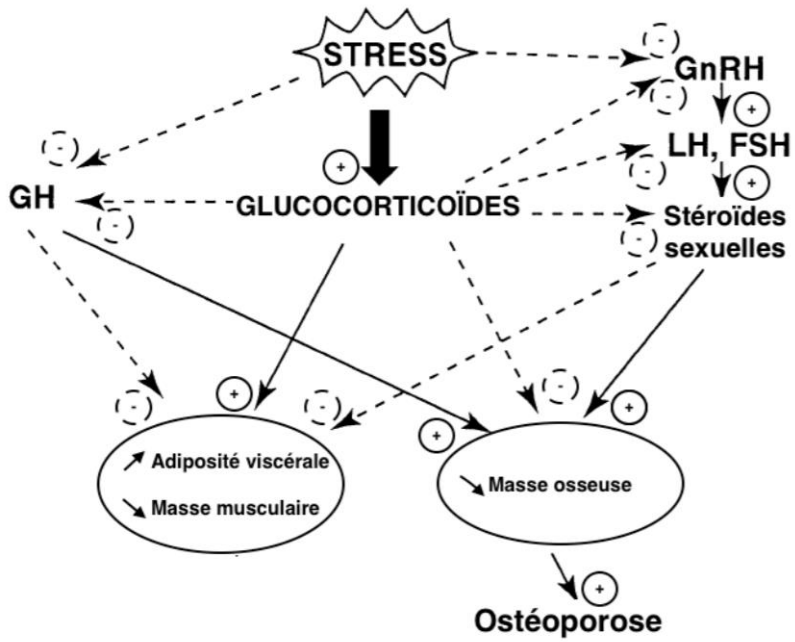 STRESS
GnRH
LH, FSH
GH
GLUCOCORTICOÏDES
Stéroïdes
sexuelles
Adiposité viscérale
Masse musculaire
Masse osseuse
Ostéoporose